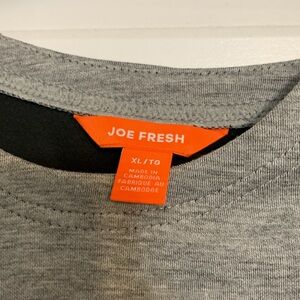 JOE FRESH
XL/TG
MADE IN
CAMBODIA
FABRIQUÉ AU
CAMBODGE